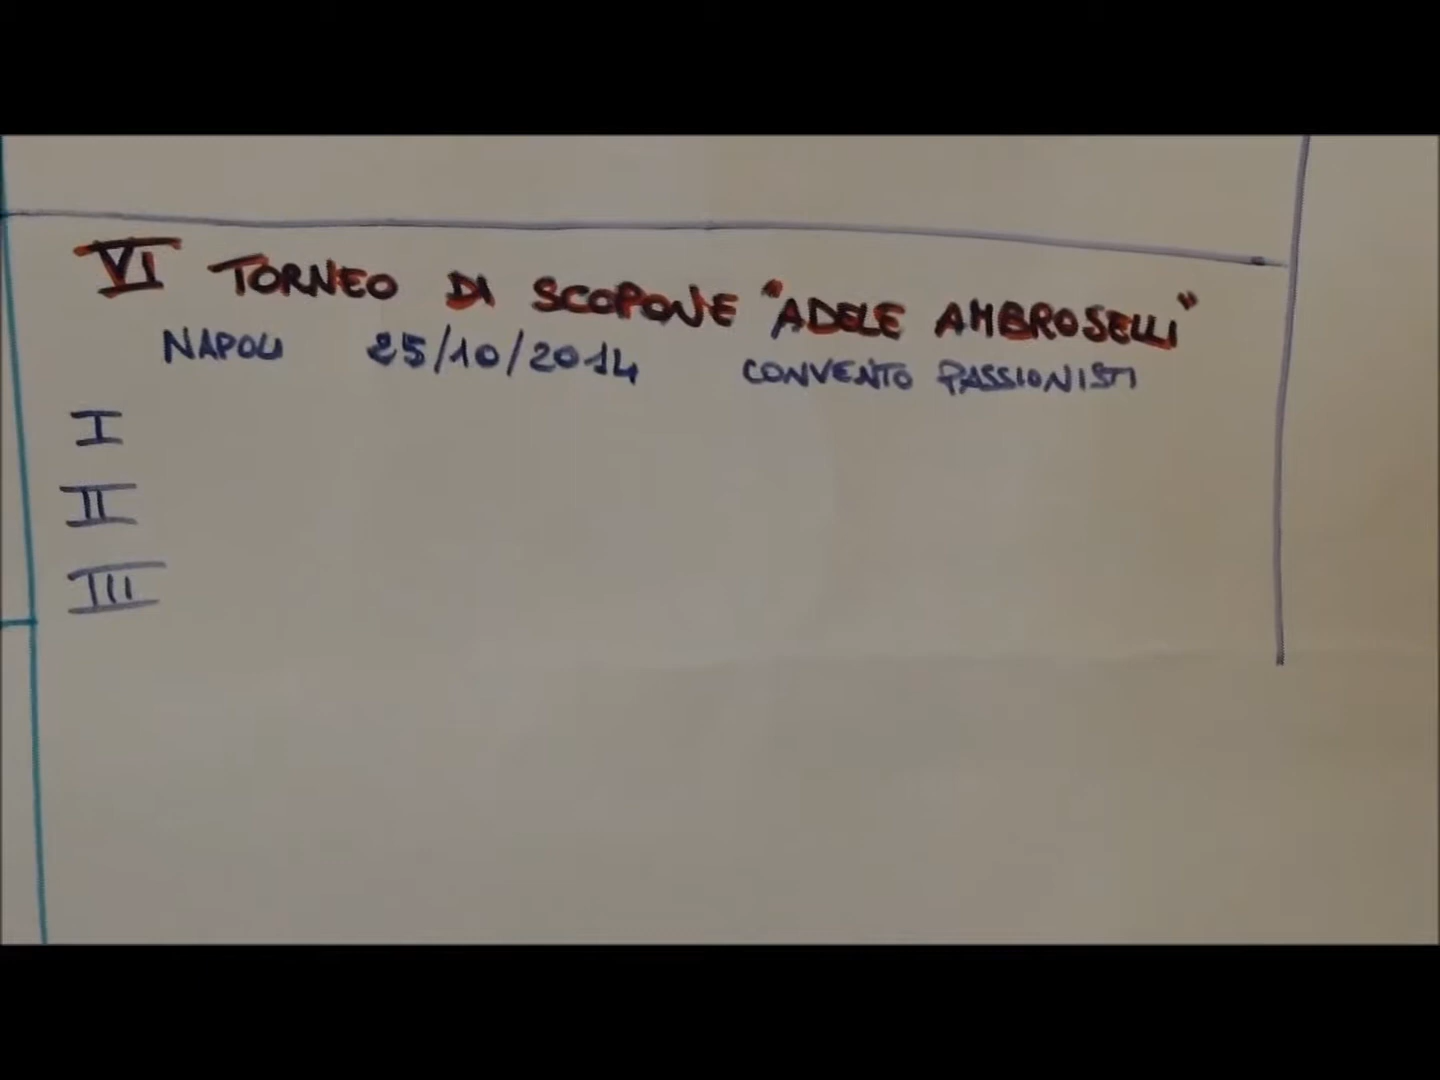 VI TORNEO DI SCOPONE "ADELE AMBROSELLI"
NAPOLI 25/10/2014 CONVENTO PASSIONISTI
I
II
III